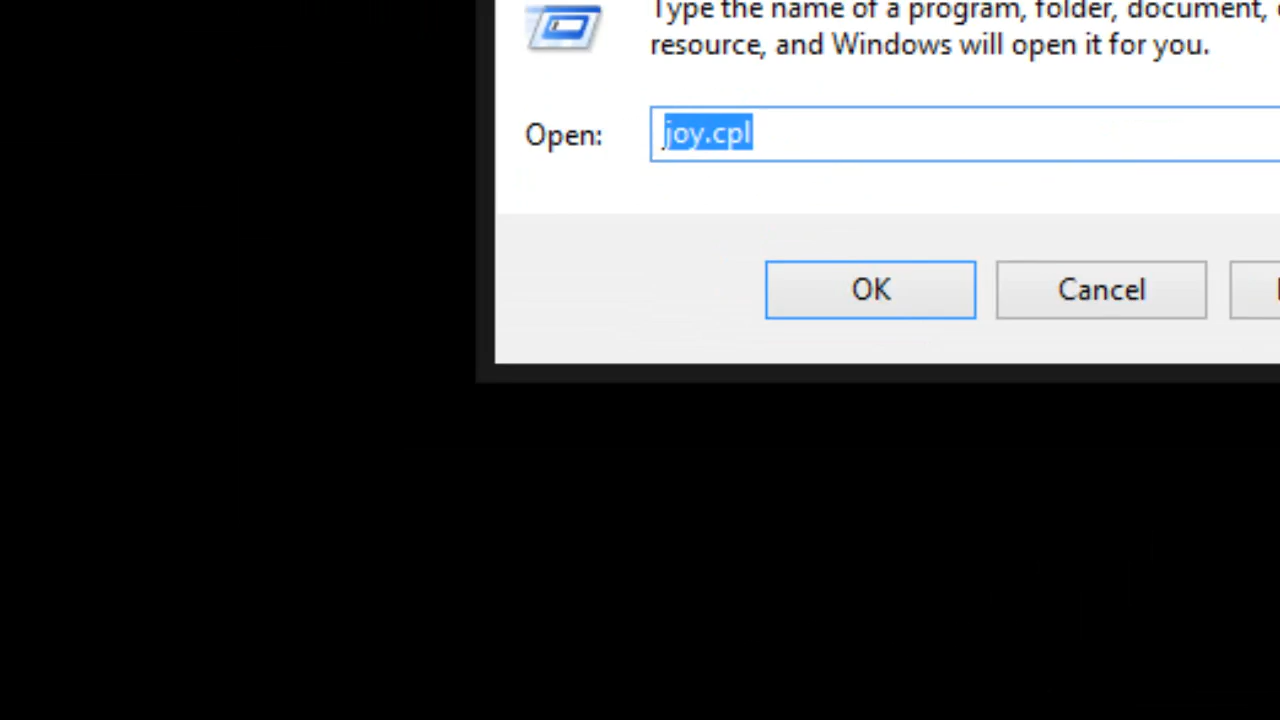 Type the name of a program, folder, document,
resource, and Windows will open it for you.
Open:
joy.cpl
OK
Cancel